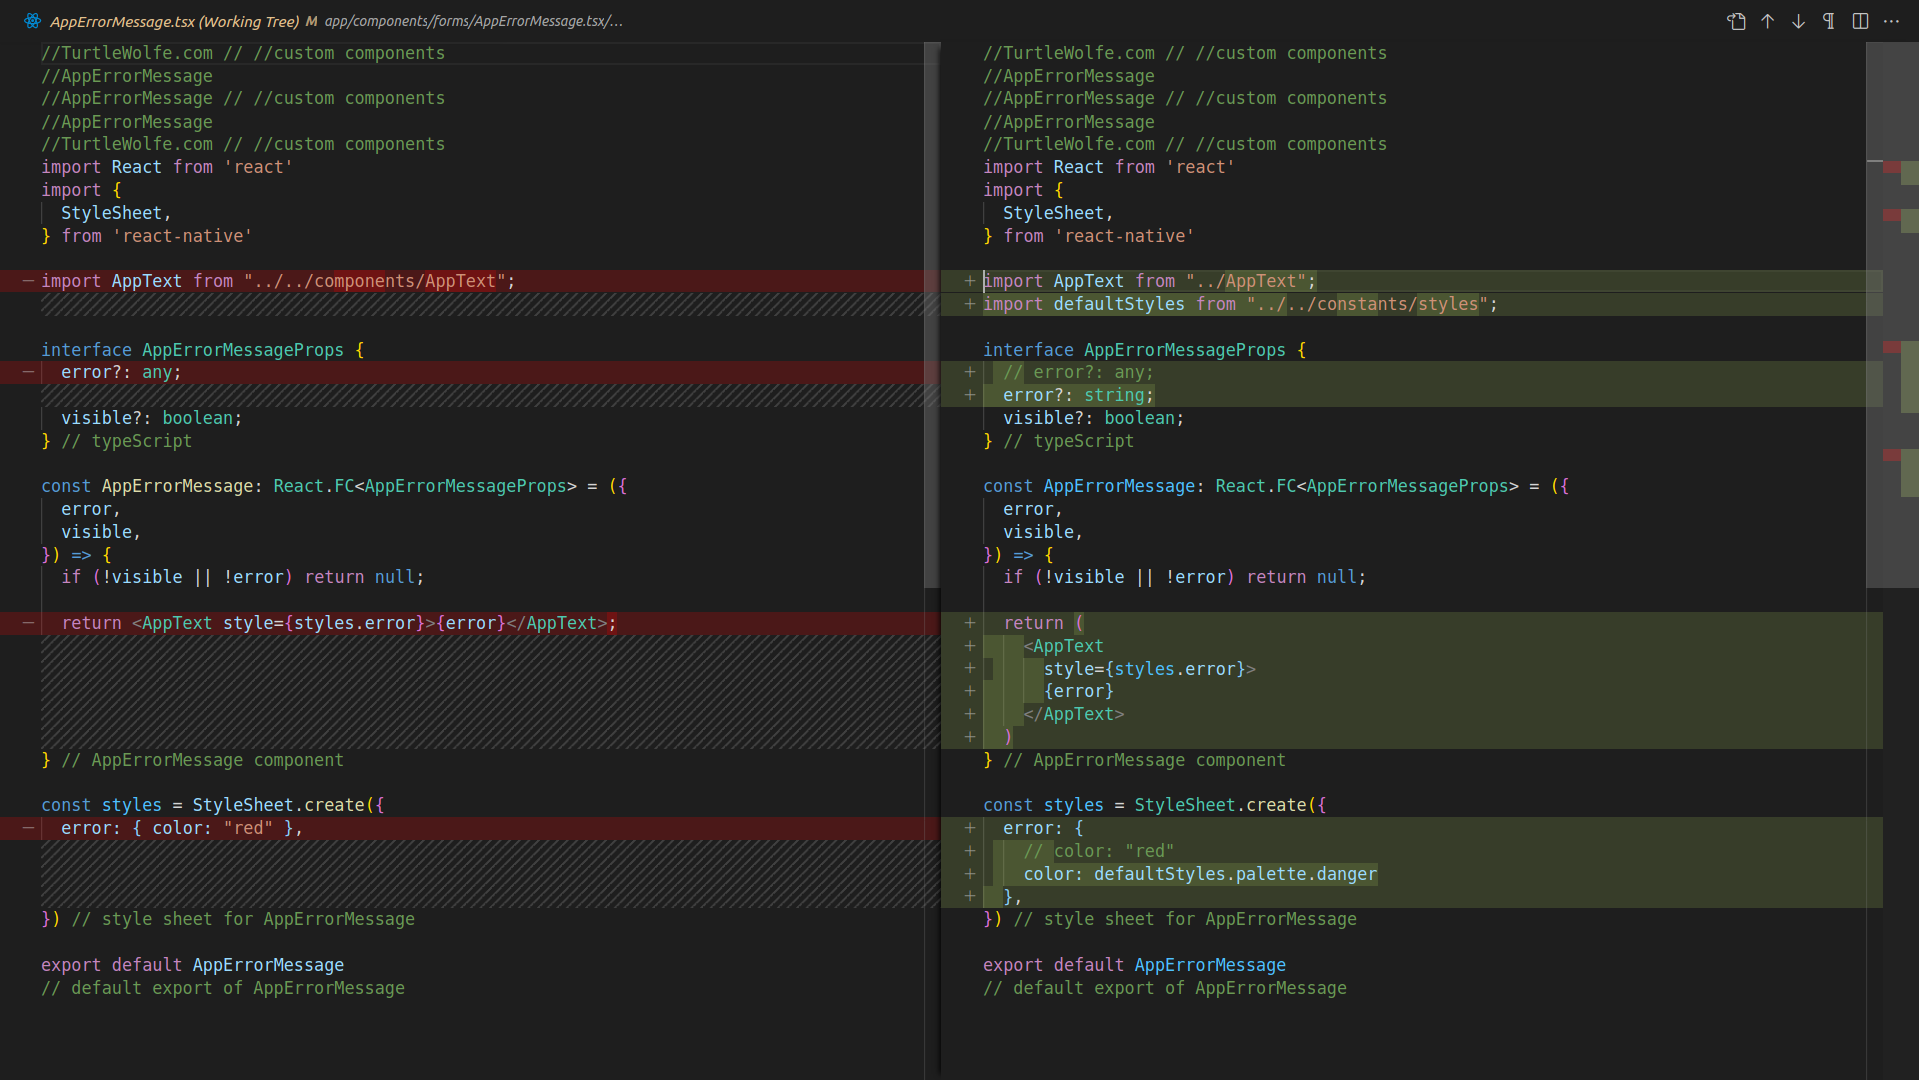 AppErrorMessage.tsx (Working Tree) M app/components/forms/AppErrorMessage.tsx/...
//TurtleWolfe.com // //custom components
//AppErrorMessage
//AppErrorMessage // //custom components
//AppErrorMessage
//TurtleWolfe.com // //custom components
import React from 'react'
import {
  StyleSheet,
} from 'react-native'
− import AppText from "../../components/AppText";
interface AppErrorMessageProps {
−   error?: any;
  visible?: boolean;
} // typeScript
const AppErrorMessage: React.FC<AppErrorMessageProps> = ({
  error,
  visible,
}) => {
  if (!visible || !error) return null;
−   return <AppText style={styles.error}>{error}</AppText>;
} // AppErrorMessage component
const styles = StyleSheet.create({
−   error: { color: "red" },
}) // style sheet for AppErrorMessage
export default AppErrorMessage
// default export of AppErrorMessage
//TurtleWolfe.com // //custom components
//AppErrorMessage
//AppErrorMessage // //custom components
//AppErrorMessage
//TurtleWolfe.com // //custom components
import React from 'react'
import {
  StyleSheet,
} from 'react-native'
+ import AppText from "../AppText";
+ import defaultStyles from "../../constants/styles";
interface AppErrorMessageProps {
+   // error?: any;
+   error?: string;
  visible?: boolean;
} // typeScript
const AppErrorMessage: React.FC<AppErrorMessageProps> = ({
  error,
  visible,
}) => {
  if (!visible || !error) return null;
+   return (
+     <AppText
+       style={styles.error}>
+       {error}
+     </AppText>
+   )
} // AppErrorMessage component
const styles = StyleSheet.create({
+   error: {
+     // color: "red"
+     color: defaultStyles.palette.danger
+   },
}) // style sheet for AppErrorMessage
export default AppErrorMessage
// default export of AppErrorMessage